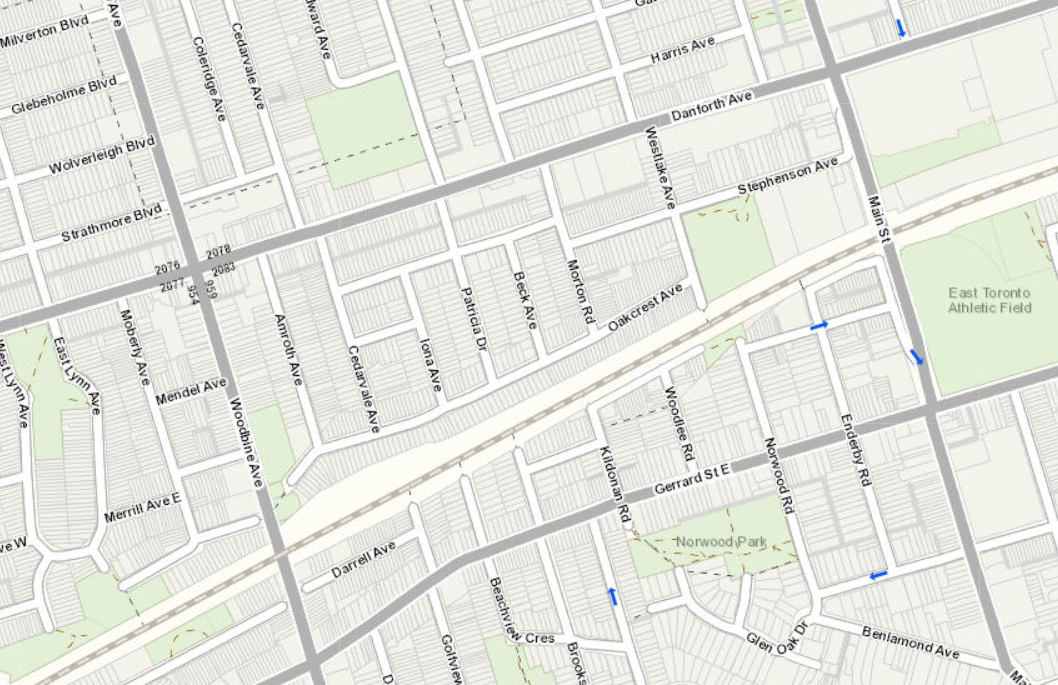 Ave
Milverton Blvd
Coleridge Ave
Cedarvale Ave
Harris Ave
Glebeholme Blvd
Danforth Ave
Wolverleigh Blvd
Westlake Ave
Stephenson Ave
Strathmore Blvd
Main St
2076
2078
2077
2083
954
959
Beck Ave
Morton Rd
Patricia Dr
Oakcrest Ave
East Toronto
Athletic Field
Moberly Ave
Amroth Ave
Iona Ave
Cedarvale Ave
West Lynn Ave
East Lynn Ave
Mendel Ave
Woodbine Ave
Woodlee Rd
Enderby Rd
Norwood Rd
Kildonan Rd
Gerrard St E
Merrill Ave E
Norwood Park
Darrell Ave
Beachview
Cres
Glen Oak Dr
Benlamond Ave